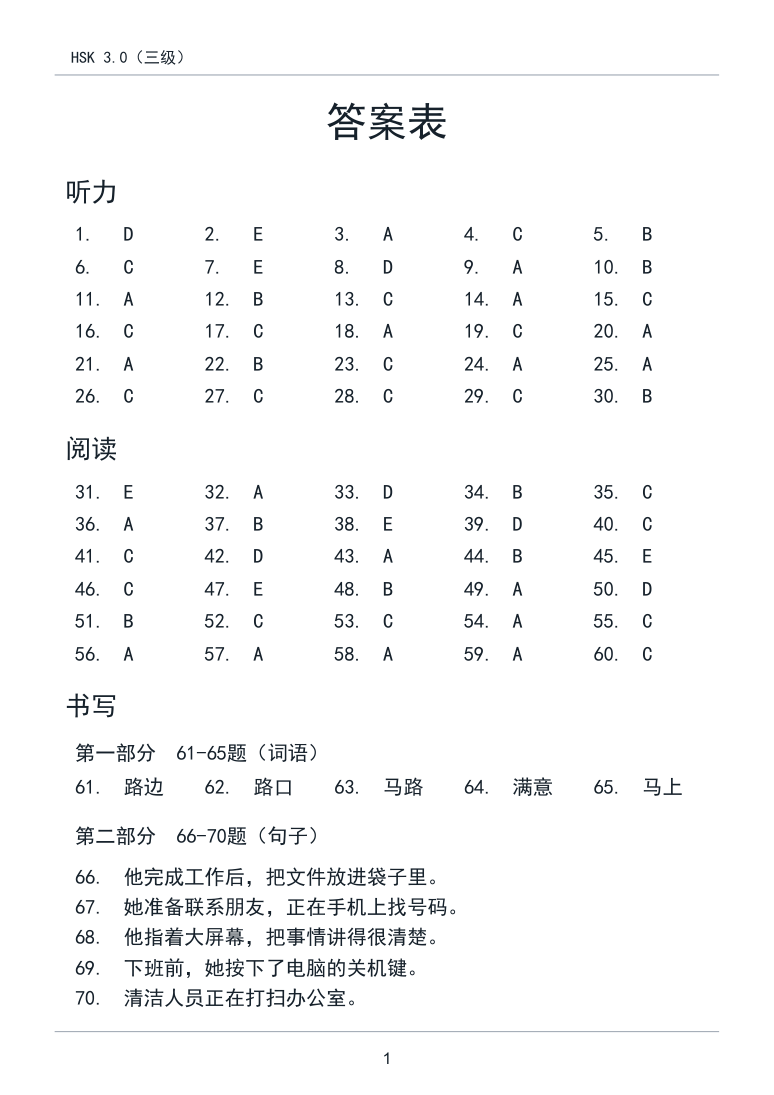 HSK 3.0（三级）
答案表
听力
1. D 2. E 3. A 4. C 5. B
6. C 7. E 8. D 9. A 10. B
11. A 12. B 13. C 14. A 15. C
16. C 17. C 18. A 19. C 20. A
21. A 22. B 23. C 24. A 25. A
26. C 27. C 28. C 29. C 30. B
阅读
31. E 32. A 33. D 34. B 35. C
36. A 37. B 38. E 39. D 40. C
41. C 42. D 43. A 44. B 45. E
46. C 47. E 48. B 49. A 50. D
51. B 52. C 53. C 54. A 55. C
56. A 57. A 58. A 59. A 60. C
书写
第一部分 61-65题（词语）
61. 路边 62. 路口 63. 马路 64. 满意 65. 马上
第二部分 66-70题（句子）
66. 他完成工作后，把文件放进袋子里。
67. 她准备联系朋友，正在手机上找号码。
68. 他指着大屏幕，把事情讲得很清楚。
69. 下班前，她按下了电脑的关机键。
70. 清洁人员正在打扫办公室。
1